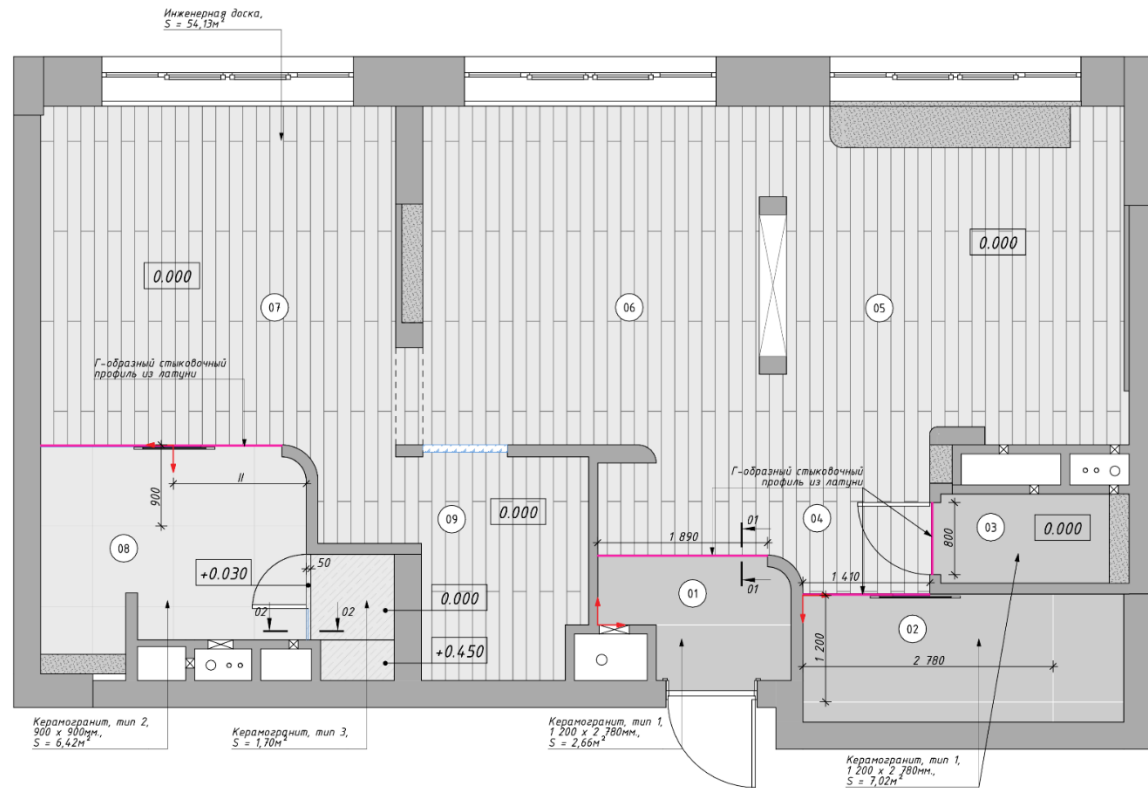 Инженерная доска,
S = 54,13м²
0.000
0.000
07
06
05
Г-образный стыковочный
профиль из латуни
Г-образный стыковочный
профиль из латуни
900
II
09
0.000
01
04
03
0.000
800
08
1 890
1 410
+0.030
50
0.000
01
01
02
02
02
1 200
2 780
+0.450
Керамогранит, тип 2,
900 x 900мм.,
S = 6,42м²
Керамогранит, тип 3,
S = 1,70м²
Керамогранит, тип 1,
1 200 x 2 780мм.,
S = 2,66м²
Керамогранит, тип 1,
1 200 x 2 780мм.,
S = 7,02м²